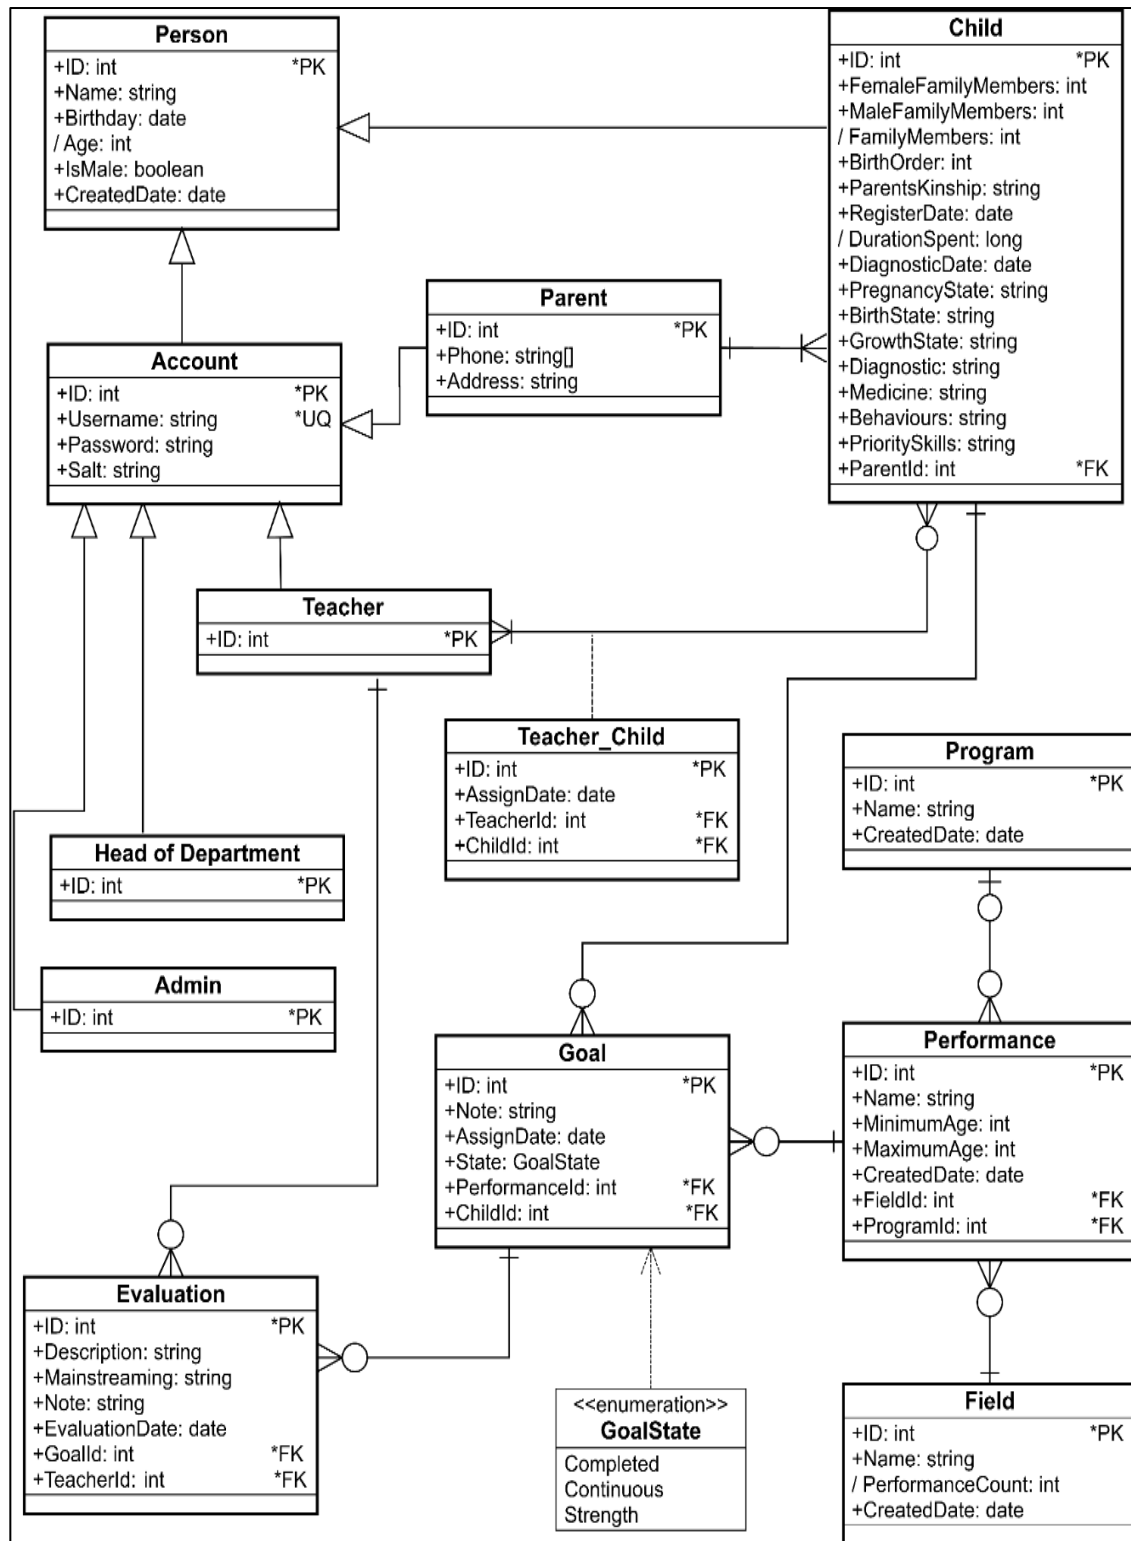 Person
+ID: int *PK
+Name: string
+Birthday: date
/ Age: int
+IsMale: boolean
+CreatedDate: date
Child
+ID: int *PK
+FemaleFamilyMembers: int
+MaleFamilyMembers: int
/ FamilyMembers: int
+BirthOrder: int
+ParentsKinship: string
+RegisterDate: date
/ DurationSpent: long
+DiagnosticDate: date
+PregnancyState: string
+BirthState: string
+GrowthState: string
+Diagnostic: string
+Medicine: string
+Behaviours: string
+PrioritySkills: string
+ParentId: int *FK
Parent
+ID: int *PK
+Phone: string[]
+Address: string
Account
+ID: int *PK
+Username: string *UQ
+Password: string
+Salt: string
Teacher
+ID: int *PK
Teacher_Child
+ID: int *PK
+AssignDate: date
+TeacherId: int *FK
+ChildId: int *FK
Program
+ID: int *PK
+Name: string
+CreatedDate: date
Head of Department
+ID: int *PK
Admin
+ID: int *PK
Goal
+ID: int *PK
+Note: string
+AssignDate: date
+State: GoalState
+PerformanceId: int *FK
+ChildId: int *FK
Performance
+ID: int *PK
+Name: string
+MinimumAge: int
+MaximumAge: int
+CreatedDate: date
+FieldId: int *FK
+ProgramId: int *FK
Evaluation
+ID: int *PK
+Description: string
+Mainstreaming: string
+Note: string
+EvaluationDate: date
+GoalId: int *FK
+TeacherId: int *FK
<<enumeration>>
GoalState
Completed
Continuous
Strength
Field
+ID: int *PK
+Name: string
/ PerformanceCount: int
+CreatedDate: date